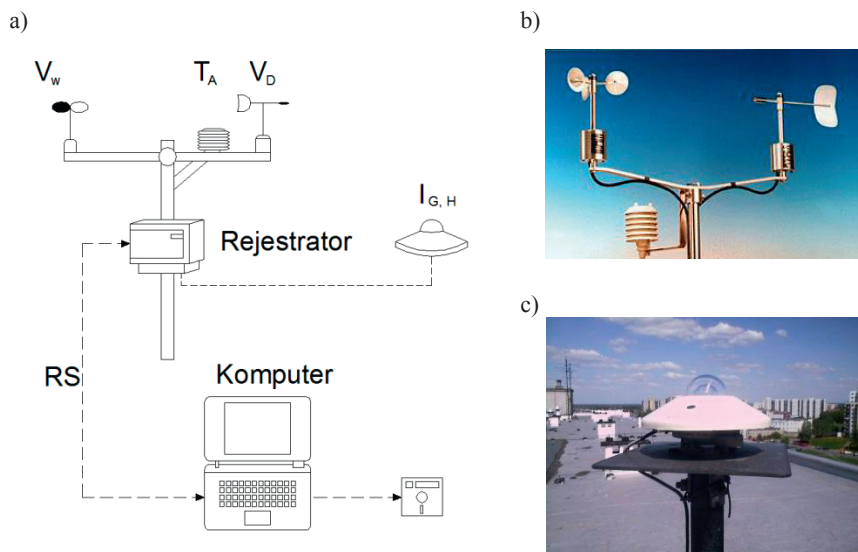 a)
V_w
T_A
V_D
I_G, H
Rejestrator
RS
Komputer
b)
c)